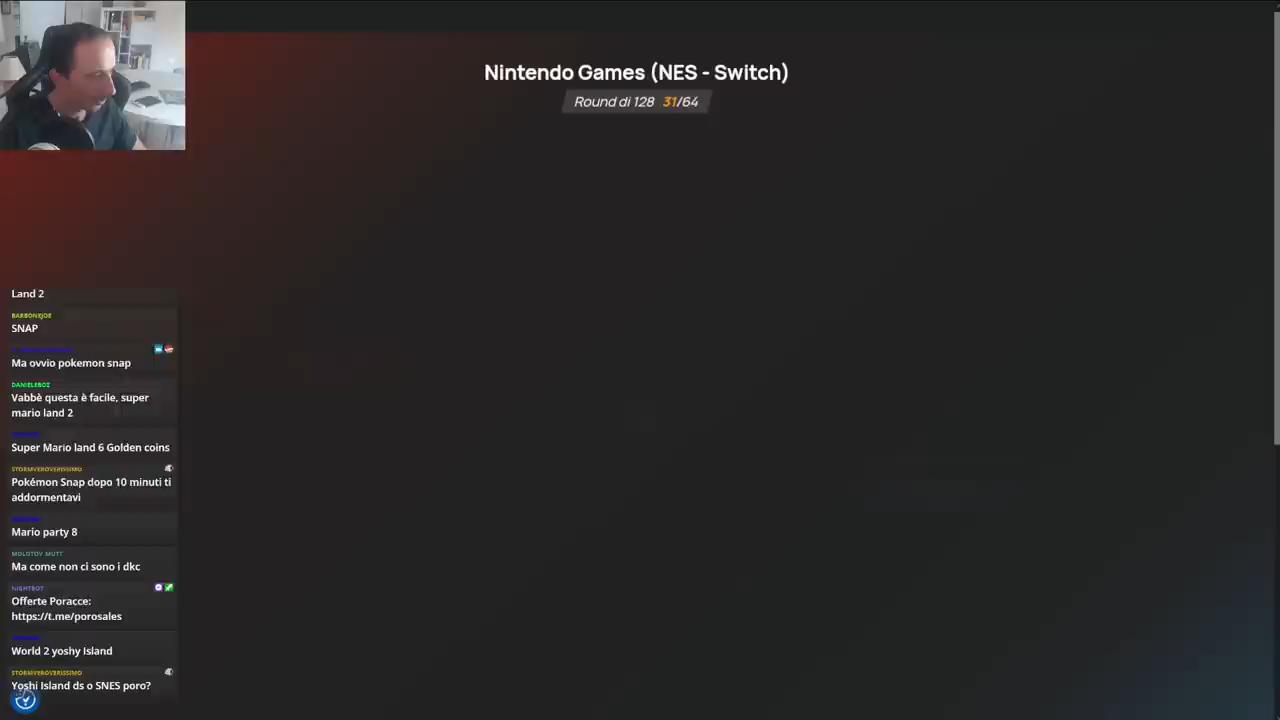 Nintendo Games (NES - Switch)
Round di 128 31/64
Land 2
BARBONEJOE
SNAP
Ma ovvio pokemon snap
DANIELEBOZ
Vabbè questa è facile, super
mario land 2
Super Mario land 6 Golden coins
STORMVEROVERISSIMO
Pokémon Snap dopo 10 minuti ti
addormentavi
Mario party 8
MOLOTOV MUTT
Ma come non ci sono i dkc
NIGHTBOT
Offerte Poracce:
https://t.me/porosales
World 2 yoshy Island
STORMVEROVERISSIMO
Yoshi Island ds o SNES poro?